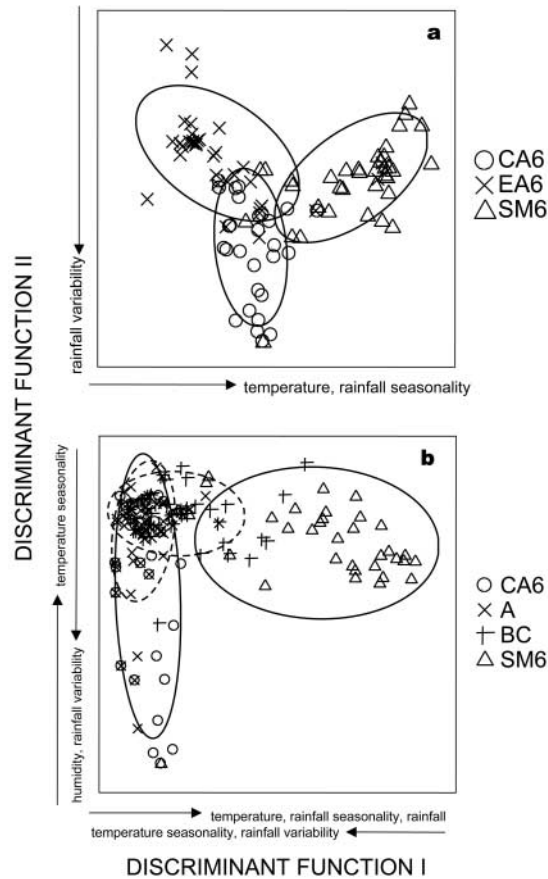 a
CA6
EA6
SM6
rainfall variability
temperature, rainfall seasonality
DISCRIMINANT FUNCTION II
b
CA6
A
BC
SM6
temperature seasonality
humidity, rainfall variability
temperature, rainfall seasonality, rainfall
temperature seasonality, rainfall variability
DISCRIMINANT FUNCTION I